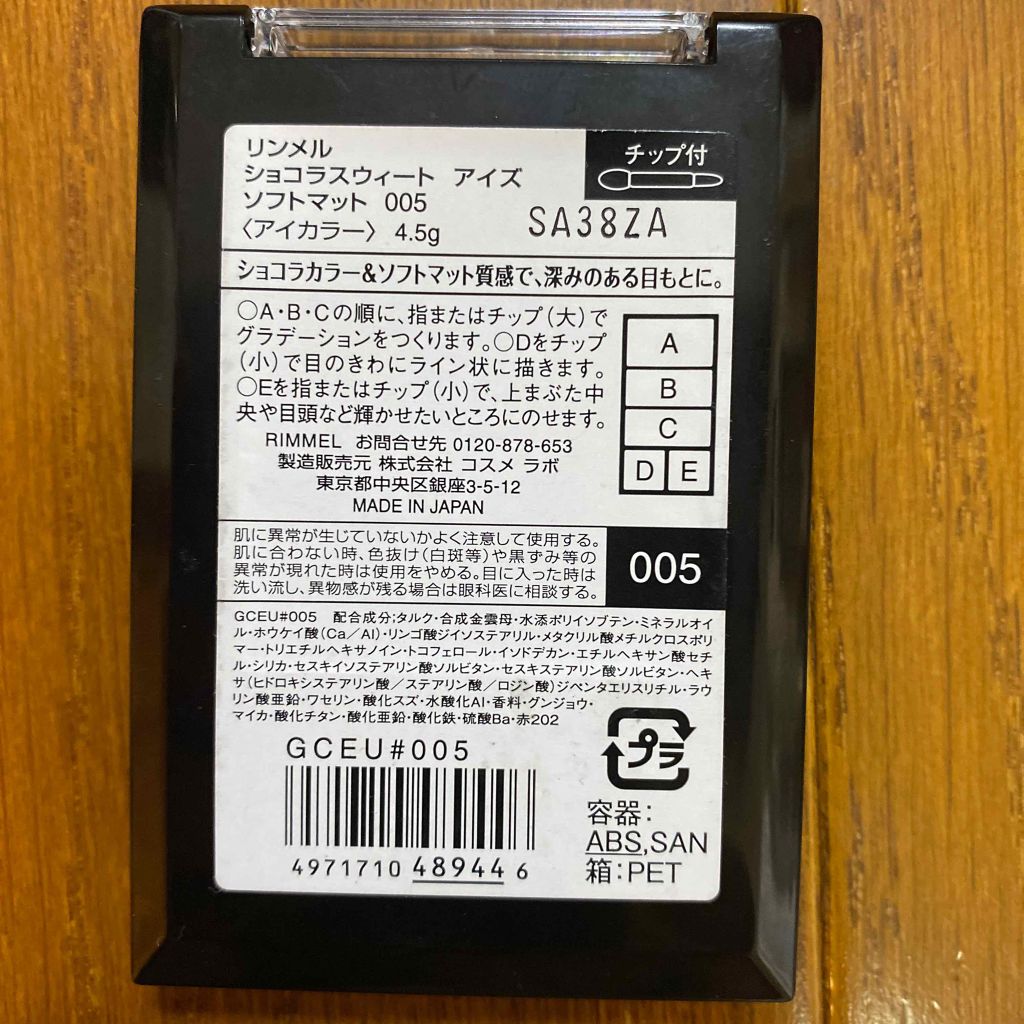 リンメル
ショコラスウィート アイズ
ソフトマット 005
〈アイカラー〉 4.5g
チップ付
SA38ZA
ショコラカラー&ソフトマット質感で、深みのある目もとに。
○A・B・Cの順に、指またはチップ(大)で
グラデーションをつくります。○Dをチップ
(小)で目のきわにライン状に描きます。
○Eを指またはチップ(小)で、上まぶた中
央や目頭など輝かせたいところにのせます。
A
B
C
D E
RIMMEL お問合せ先 0120-878-653
製造販売元 株式会社 コスメ ラボ
東京都中央区銀座3-5-12
MADE IN JAPAN
肌に異常が生じていないかよく注意して使用する。
肌に合わない時、色抜け(白斑等)や黒ずみ等の
異常が現れた時は使用をやめる。目に入った時は
洗い流し、異物感が残る場合は眼科医に相談する。
005
GCEU#005 配合成分;タルク・合成金雲母・水添ポリイソブテン・ミネラルオイ
ル・ホウケイ酸(Ca/Al)・リンゴ酸ジイソステアリル・メタクリル酸メチルクロスポリ
マー・トリエチルヘキサノイン・トコフェロール・イソドデカン・エチルヘキサン酸セチ
ル・シリカ・セスキイソステアリン酸ソルビタン・セスキステアリン酸ソルビタン・ヘキ
サ(ヒドロキシステアリン酸/ステアリン酸/ロジン酸)ジペンタエリスリチル・ラウ
リン酸亜鉛・ワセリン・酸化スズ・水酸化Al・香料・グンジョウ・
マイカ・酸化チタン・酸化亜鉛・酸化鉄・硫酸Ba・赤202
GCEU#005
4971710 489446
プラ
容器:
ABS,SAN
箱:PET